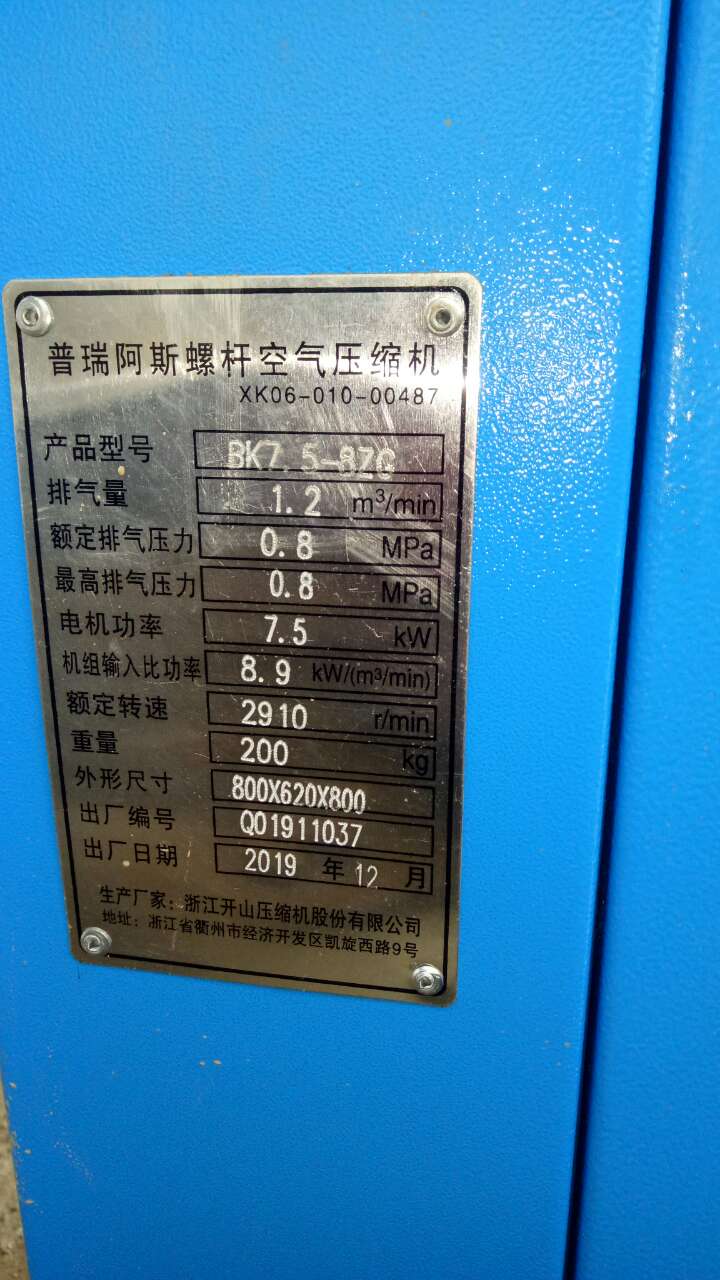 普瑞阿斯螺杆空气压缩机
XK06-010-00487
产品型号 BK7.5-8ZG
排气量 1.2 m³/min
额定排气压力 0.8 MPa
最高排气压力 0.8 MPa
电机功率 7.5 kW
机组输入比功率 8.9 kW/(m³/min)
额定转速 2910 r/min
重量 200 kg
外形尺寸 800X620X800
出厂编号 Q01911037
出厂日期 2019 年 12 月
生产厂家：浙江开山压缩机股份有限公司
地址：浙江省衢州市经济开发区凯旋西路9号